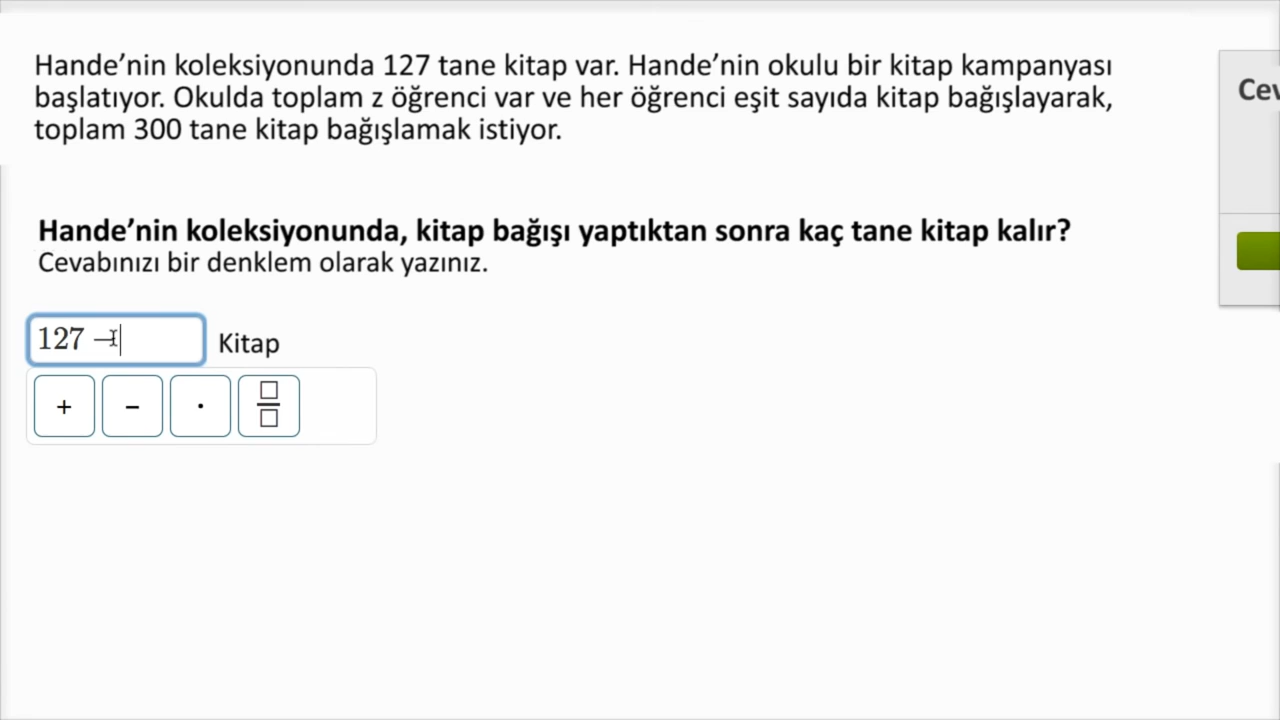 Hande’nin koleksiyonunda 127 tane kitap var. Hande’nin okulu bir kitap kampanyası
başlatıyor. Okulda toplam z öğrenci var ve her öğrenci eşit sayıda kitap bağışlayarak,
toplam 300 tane kitap bağışlamak istiyor.
Hande’nin koleksiyonunda, kitap bağışı yaptıktan sonra kaç tane kitap kalır?
Cevabınızı bir denklem olarak yazınız.
127 − Kitap
+ − · □/□